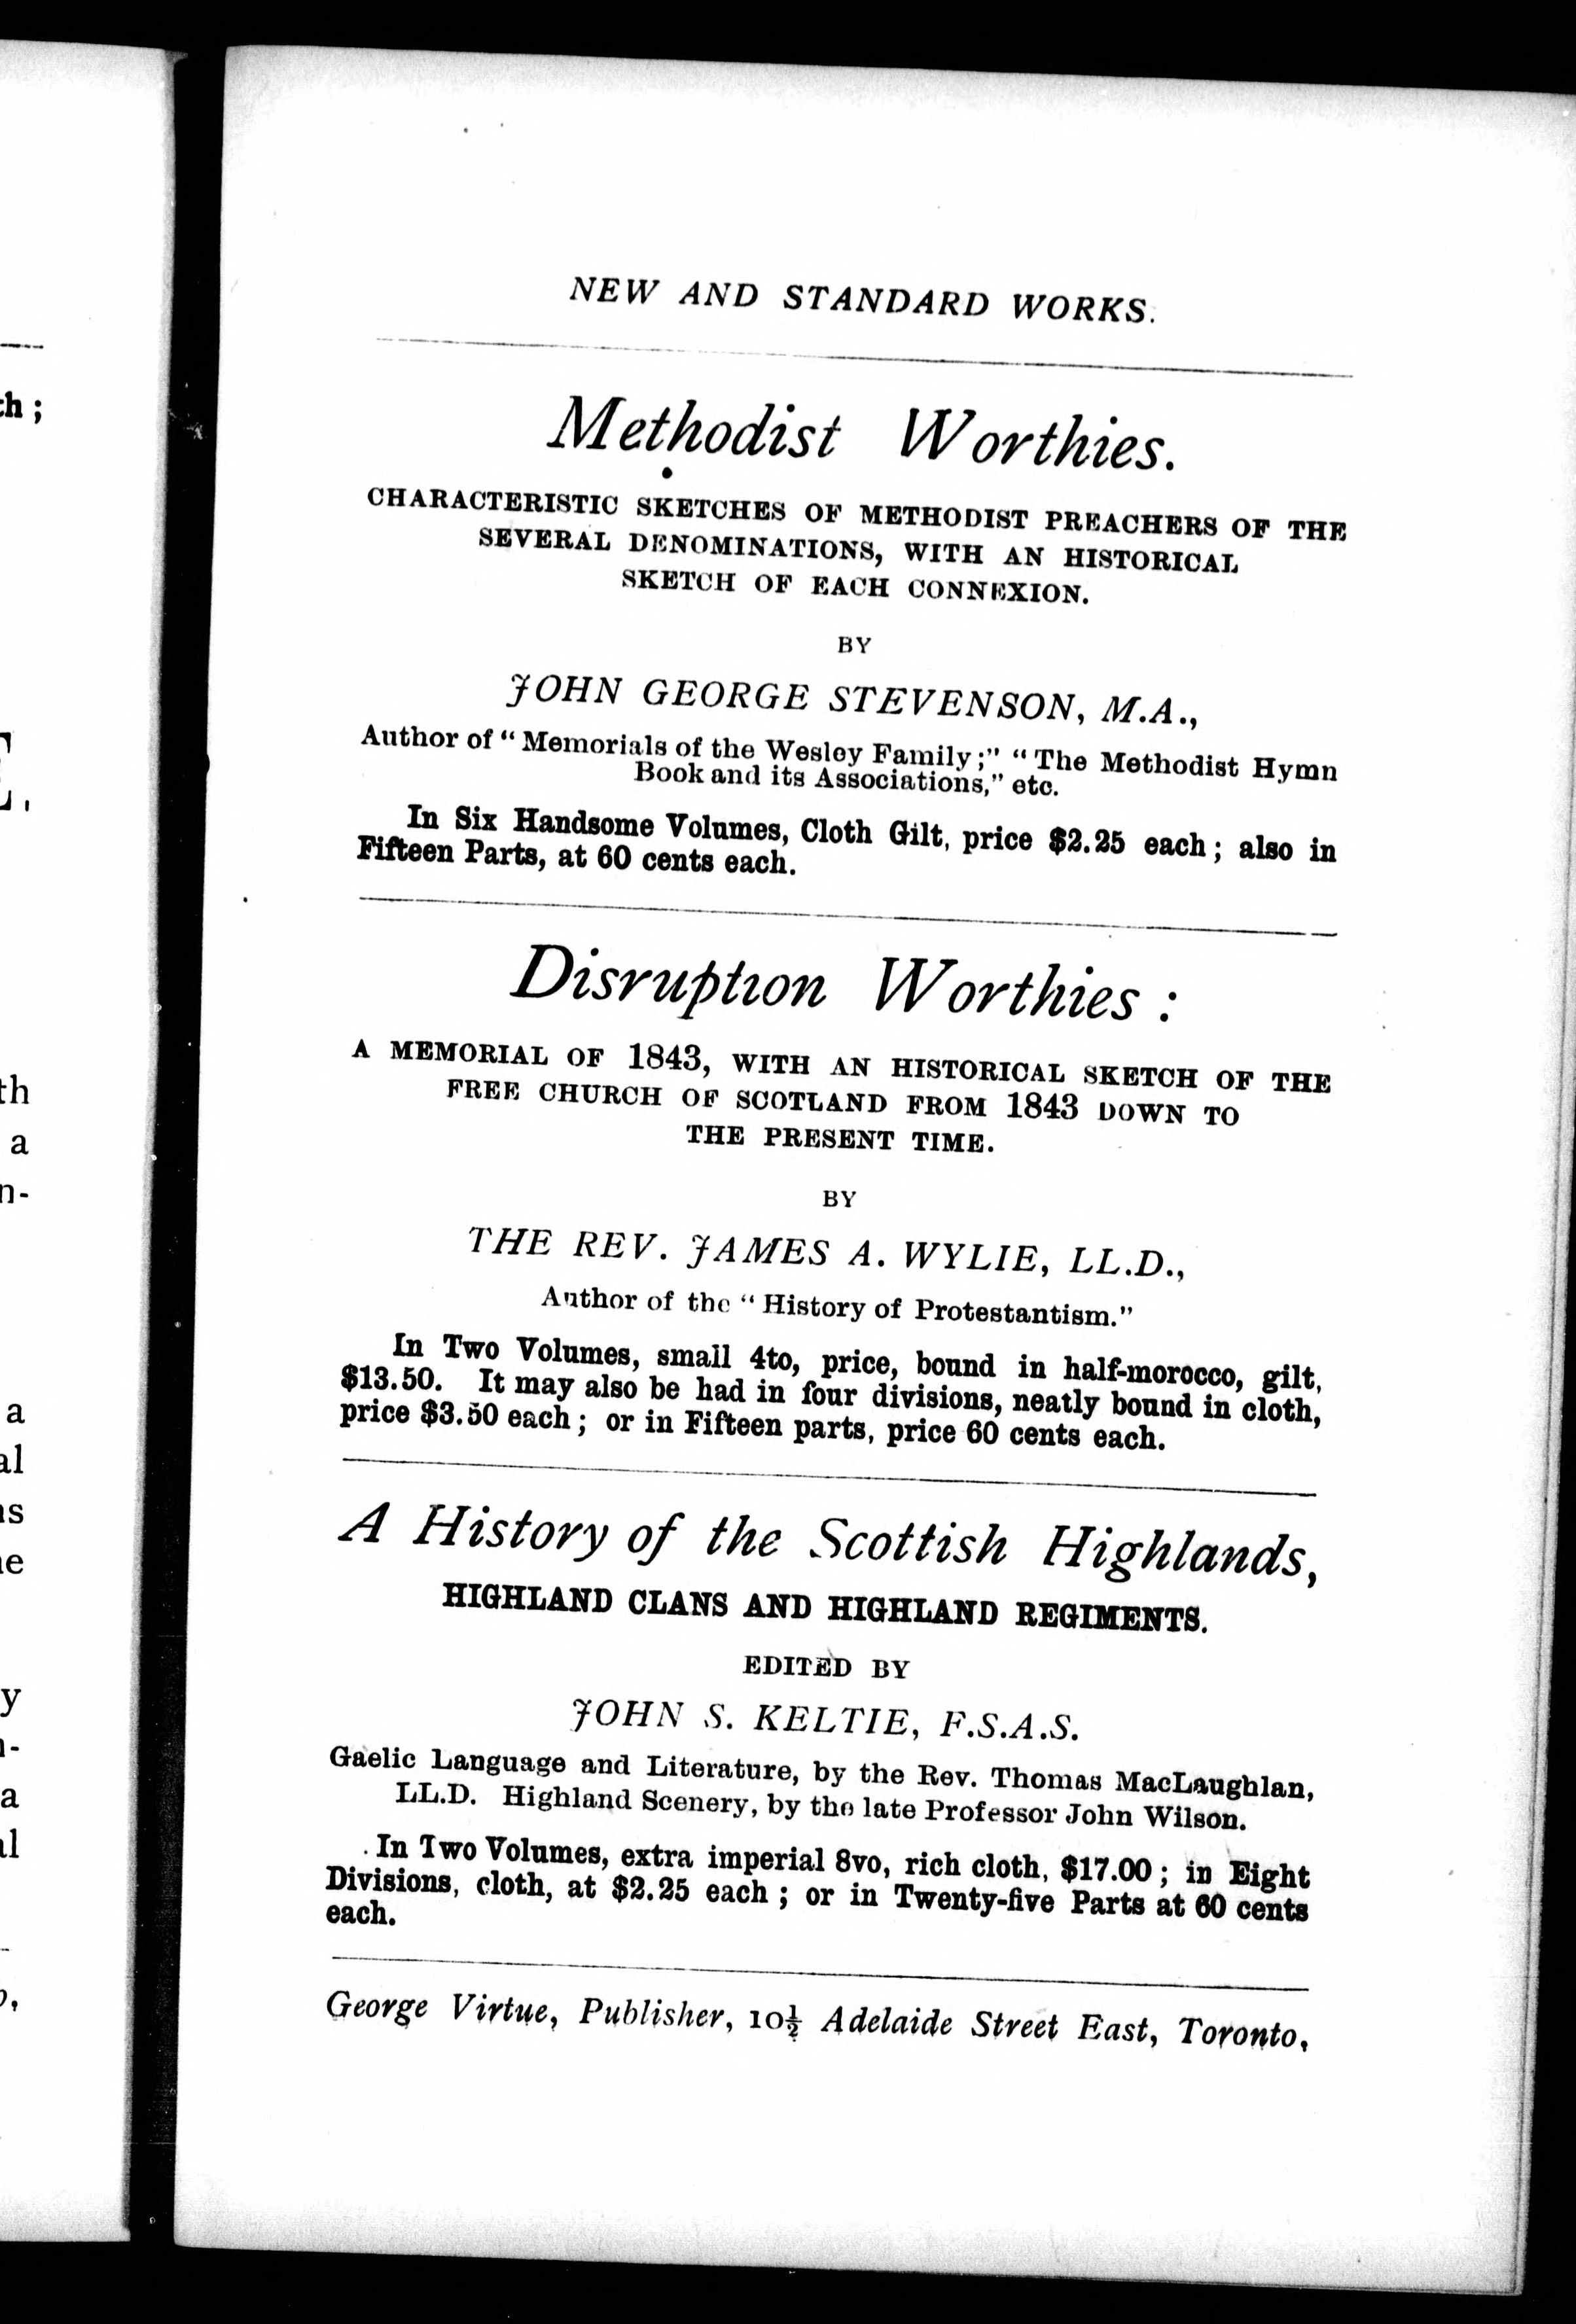 NEW AND STANDARD WORKS.
Methodist Worthies.
CHARACTERISTIC SKETCHES OF METHODIST PREACHERS OF THE
SEVERAL DENOMINATIONS, WITH AN HISTORICAL
SKETCH OF EACH CONNEXION.
BY
JOHN GEORGE STEVENSON, M.A.,
Author of "Memorials of the Wesley Family;" "The Methodist Hymn
Book and its Associations," etc.
In Six Handsome Volumes, Cloth Gilt, price $2.25 each; also in
Fifteen Parts, at 60 cents each.
Disruption Worthies:
A MEMORIAL OF 1843, WITH AN HISTORICAL SKETCH OF THE
FREE CHURCH OF SCOTLAND FROM 1843 DOWN TO
THE PRESENT TIME.
BY
THE REV. JAMES A. WYLIE, LL.D.,
Author of the "History of Protestantism."
In Two Volumes, small 4to, price, bound in half-morocco, gilt,
$13.50. It may also be had in four divisions, neatly bound in cloth,
price $3.50 each; or in Fifteen parts, price 60 cents each.
A History of the Scottish Highlands,
HIGHLAND CLANS AND HIGHLAND REGIMENTS.
EDITED BY
JOHN S. KELTIE, F.S.A.S.
Gaelic Language and Literature, by the Rev. Thomas MacLaughlan,
LL.D. Highland Scenery, by the late Professor John Wilson.
In Two Volumes, extra imperial 8vo, rich cloth, $17.00; in Eight
Divisions, cloth, at $2.25 each; or in Twenty-five Parts at 60 cents
each.
George Virtue, Publisher, 10½ Adelaide Street East, Toronto,